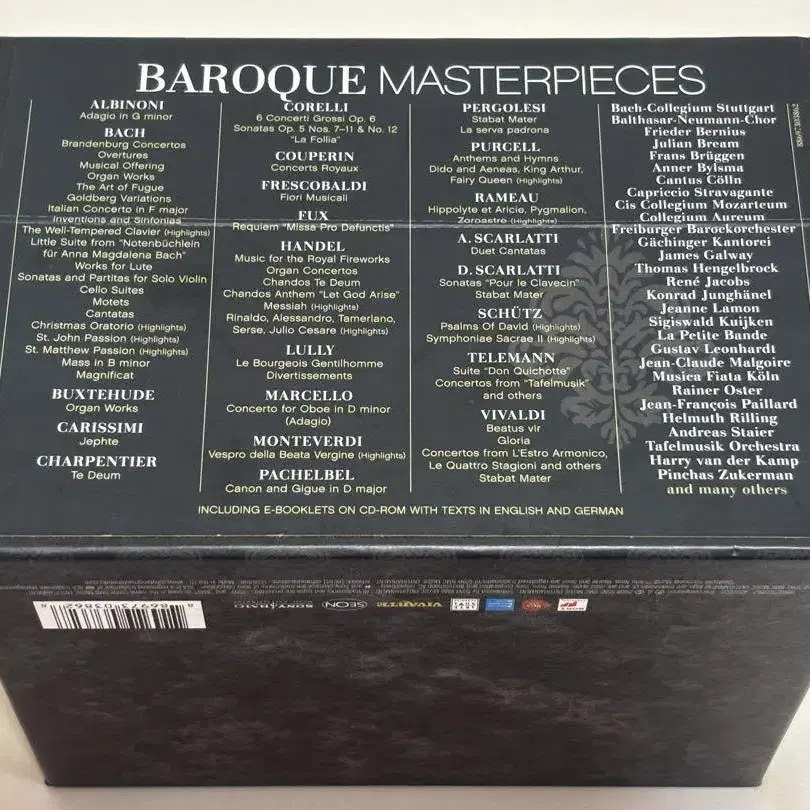 BAROQUE MASTERPIECES
ALBINONI
Adagio in G minor
BACH
Brandenburg Concertos
Overtures
Musical Offering
Organ Works
The Art of Fugue
Goldberg Variations
Italian Concerto in F major
Inventions and Sinfonias
The Well-Tempered Clavier (Highlights)
Little Suite from "Notenbüchlein
für Anna Magdalena Bach"
Works for Lute
Sonatas and Partitas for Solo Violin
Cello Suites
Motets
Cantatas
Christmas Oratorio (Highlights)
St. John Passion (Highlights)
St. Matthew Passion (Highlights)
Mass in B minor
Magnificat
BUXTEHUDE
Organ Works
CARISSIMI
Jephte
CHARPENTIER
Te Deum
CORELLI
6 Concerti Grossi Op. 6
Sonatas Op. 5 Nos. 7–11 & No. 12
"La Follia"
COUPERIN
Concerts Royaux
FRESCOBALDI
Fiori Musicali
FUX
Requiem "Missa Pro Defunctis"
HANDEL
Music for the Royal Fireworks
Organ Concertos
Chandos Te Deum
Chandos Anthem "Let God Arise"
Messiah (Highlights)
Rinaldo, Alessandro, Tamerlano,
Serse, Julio Cesare (Highlights)
LULLY
Le Bourgeois Gentilhomme
Divertissements
MARCELLO
Concerto for Oboe in D minor
(Adagio)
MONTEVERDI
Vespro della Beata Vergine (Highlights)
PACHELBEL
Canon and Gigue in D major
PERGOLESI
Stabat Mater
La serva padrona
PURCELL
Anthems and Hymns
Dido and Aeneas, King Arthur,
Fairy Queen (Highlights)
RAMEAU
Hippolyte et Aricie, Pygmalion,
Zoroastre (Highlights)
A. SCARLATTI
Duet Cantatas
D. SCARLATTI
Sonatas "Pour le Clavecin"
Stabat Mater
SCHÜTZ
Psalms Of David (Highlights)
Symphoniae Sacrae II (Highlights)
TELEMANN
Suite "Don Quichotte"
Concertos from "Tafelmusik"
and others
VIVALDI
Beatus vir
Gloria
Concertos from L'Estro Armonico,
Le Quattro Stagioni and others
Stabat Mater
Bach-Collegium Stuttgart
Balthasar-Neumann-Chor
Frieder Bernius
Julian Bream
Frans Brüggen
Anner Bylsma
Cantus Cölln
Capriccio Stravagante
Cis Collegium Mozarteum
Collegium Aureum
Freiburger Barockorchester
Gächinger Kantorei
James Galway
Thomas Hengelbrock
René Jacobs
Konrad Junghänel
Jeanne Lamon
Sigiswald Kuijken
La Petite Bande
Gustav Leonhardt
Jean-Claude Malgoire
Musica Fiata Köln
Rainer Oster
Jean-François Paillard
Helmuth Rilling
Andreas Staier
Tafelmusik Orchestra
Harry van der Kamp
Pinchas Zukerman
and many others
88697303862
INCLUDING E-BOOKLETS ON CD-ROM WITH TEXTS IN ENGLISH AND GERMAN
SONY
VIVARTE
SEON
SONY BMG
8 86973 03862 8